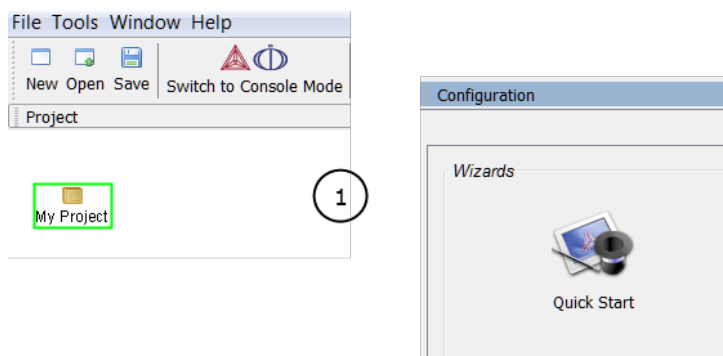 File Tools Window Help
New Open Save Switch to Console Mode
Project
My Project
1
Configuration
Wizards
Quick Start